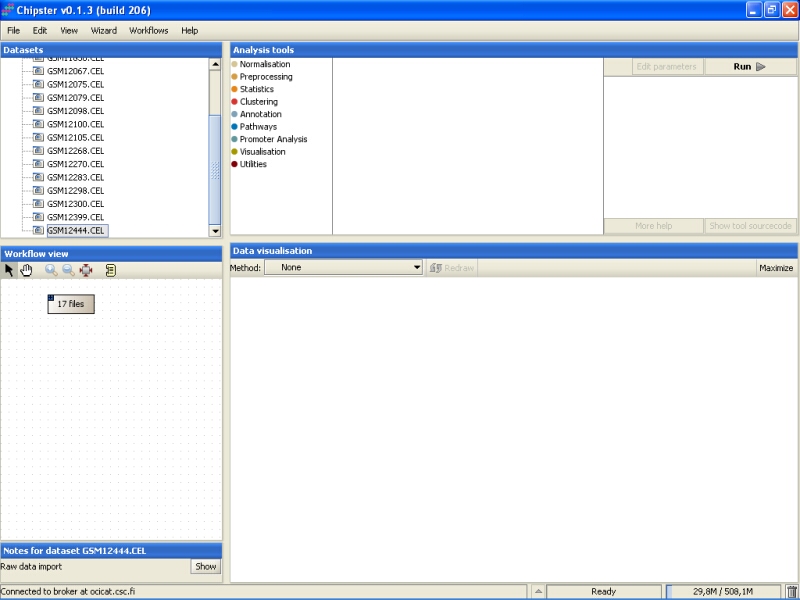 Chipster v0.1.3 (build 206)
File Edit View Wizard Workflows Help
Datasets
GSM12067.CEL
GSM12075.CEL
GSM12079.CEL
GSM12098.CEL
GSM12100.CEL
GSM12105.CEL
GSM12268.CEL
GSM12270.CEL
GSM12283.CEL
GSM12298.CEL
GSM12300.CEL
GSM12399.CEL
GSM12444.CEL
Analysis tools
Normalisation
Preprocessing
Statistics
Clustering
Annotation
Pathways
Promoter Analysis
Visualisation
Utilities
Edit parameters Run
More help Show tool sourcecode
Workflow view
17 files
Data visualisation
Method: None Redraw Maximize
Notes for dataset GSM12444.CEL
Raw data import Show
Connected to broker at ocicat.csc.fi Ready 29,8M / 508,1M